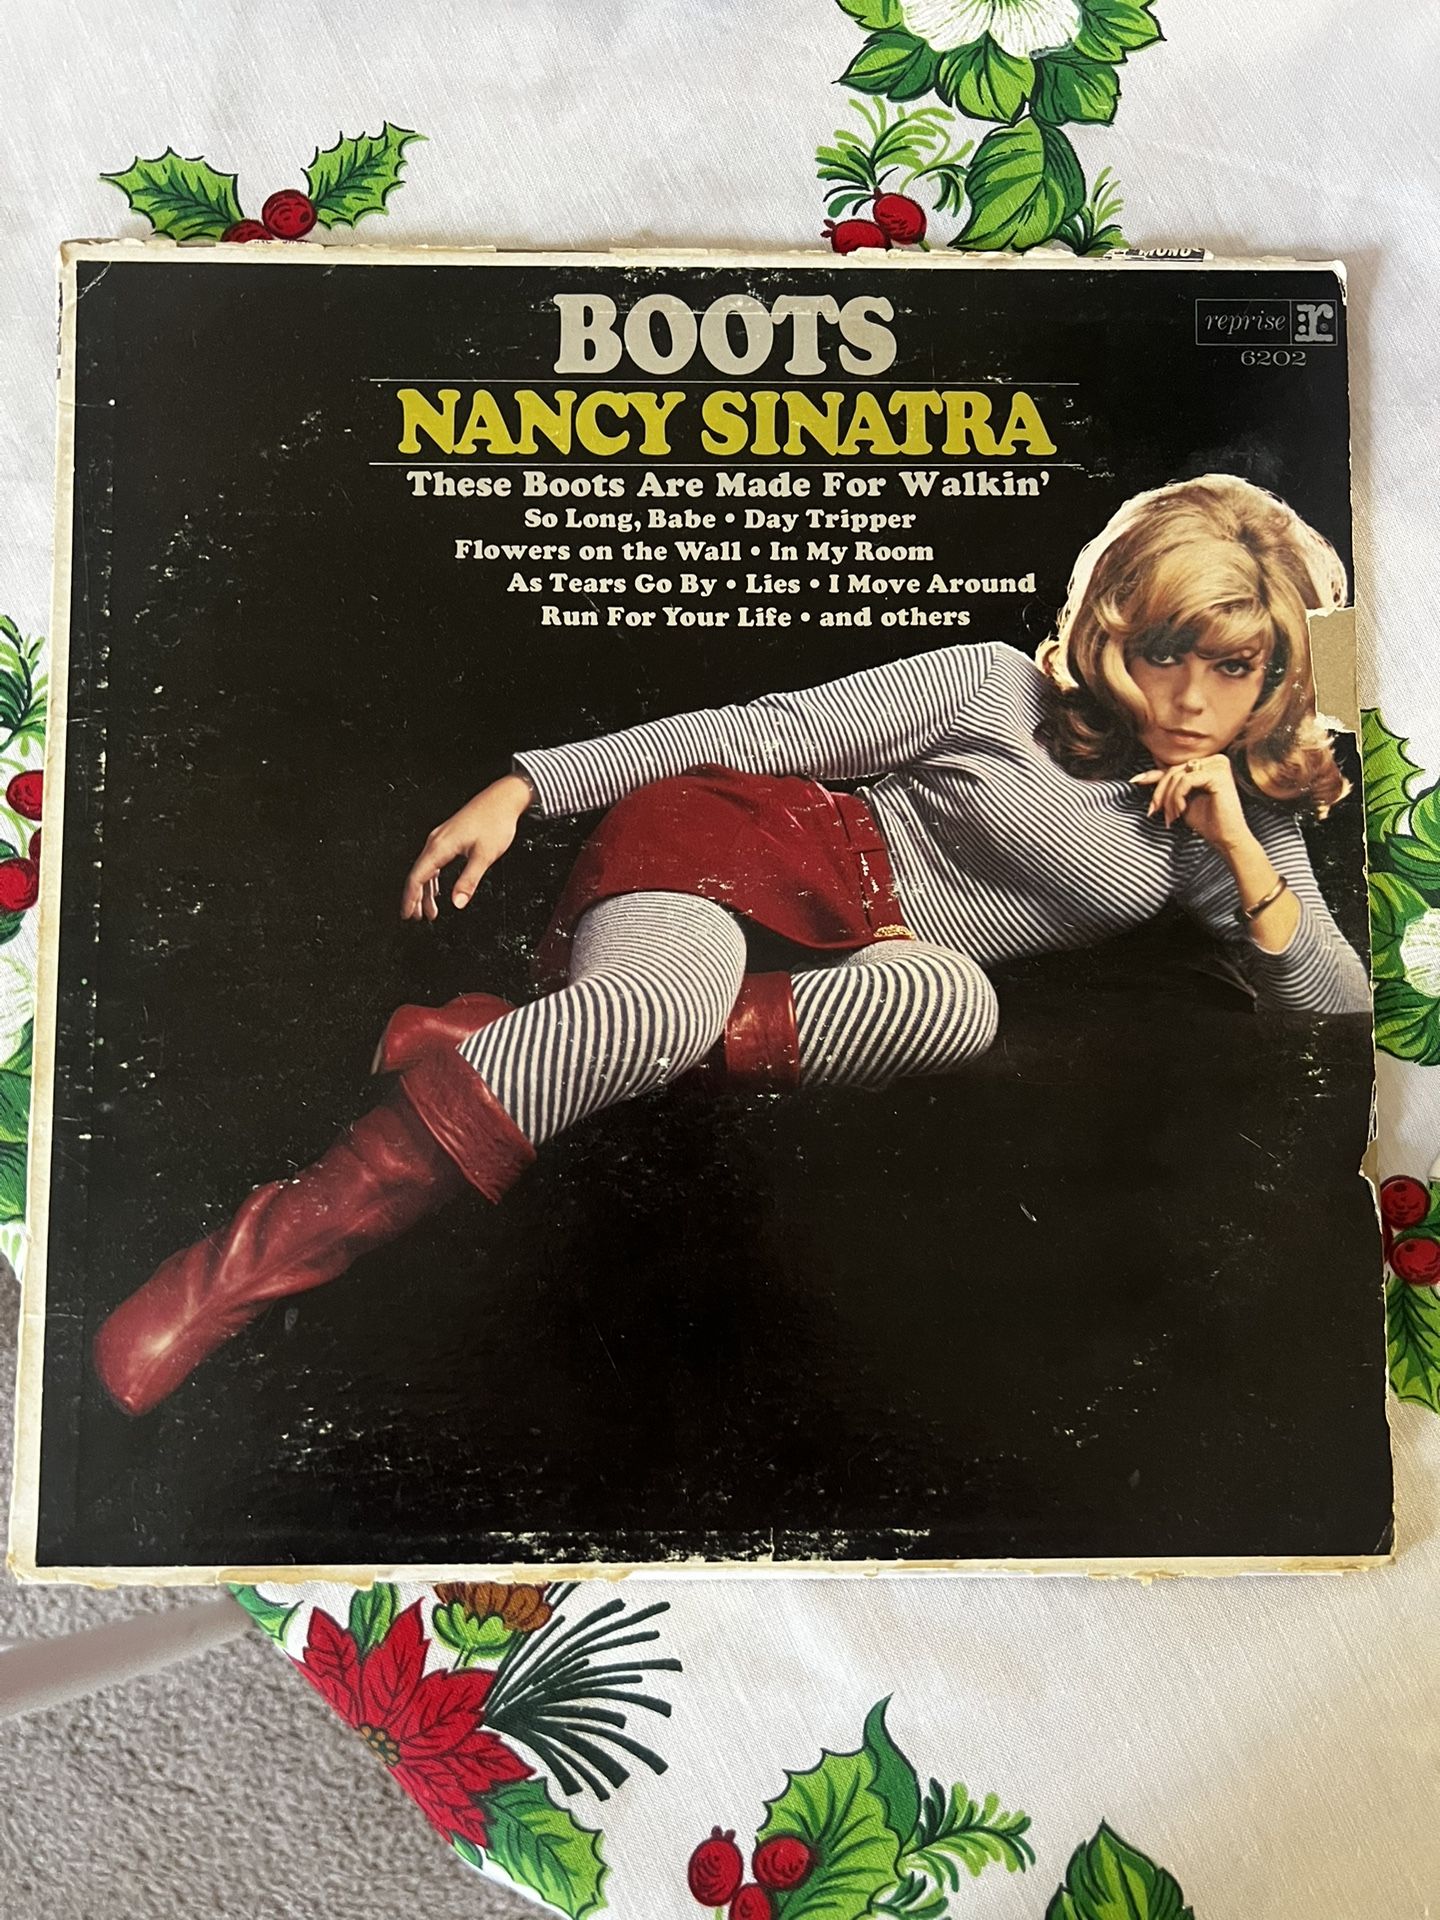 MONO
BOOTS
reprise r
6202
NANCY SINATRA
These Boots Are Made For Walkin'
So Long, Babe • Day Tripper
Flowers on the Wall • In My Room
As Tears Go By • Lies • I Move Around
Run For Your Life • and others